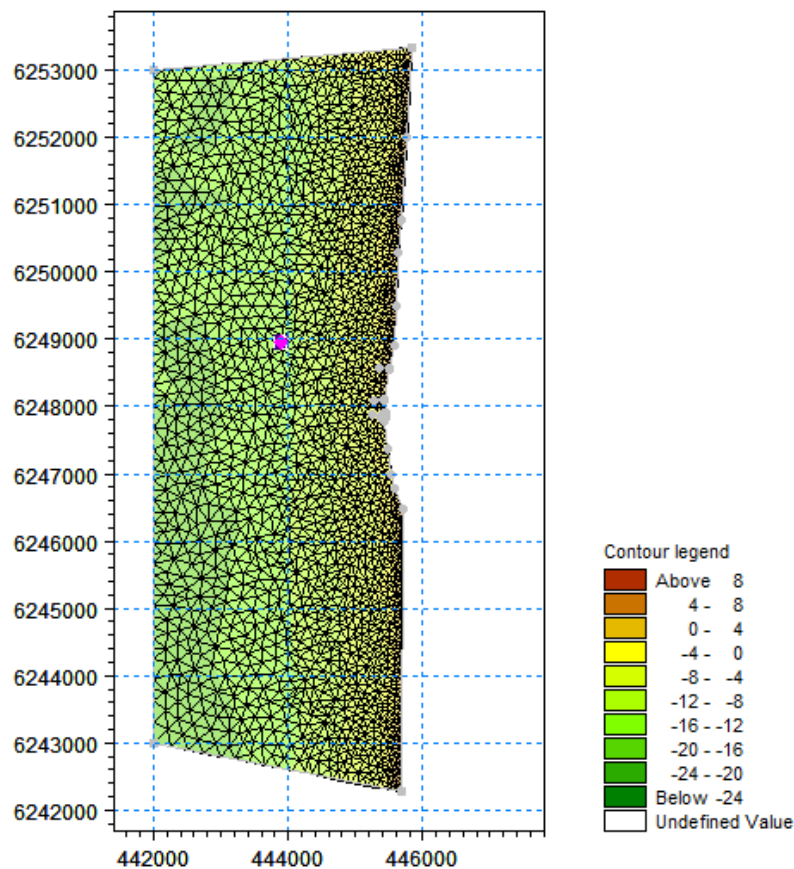 6253000
6252000
6251000
6250000
6249000
6248000
6247000
6246000
6245000
6244000
6243000
6242000
442000 444000 446000
Contour legend
Above 8
4 - 8
0 - 4
-4 - 0
-8 - -4
-12 - -8
-16 - -12
-20 - -16
-24 - -20
Below -24
Undefined Value